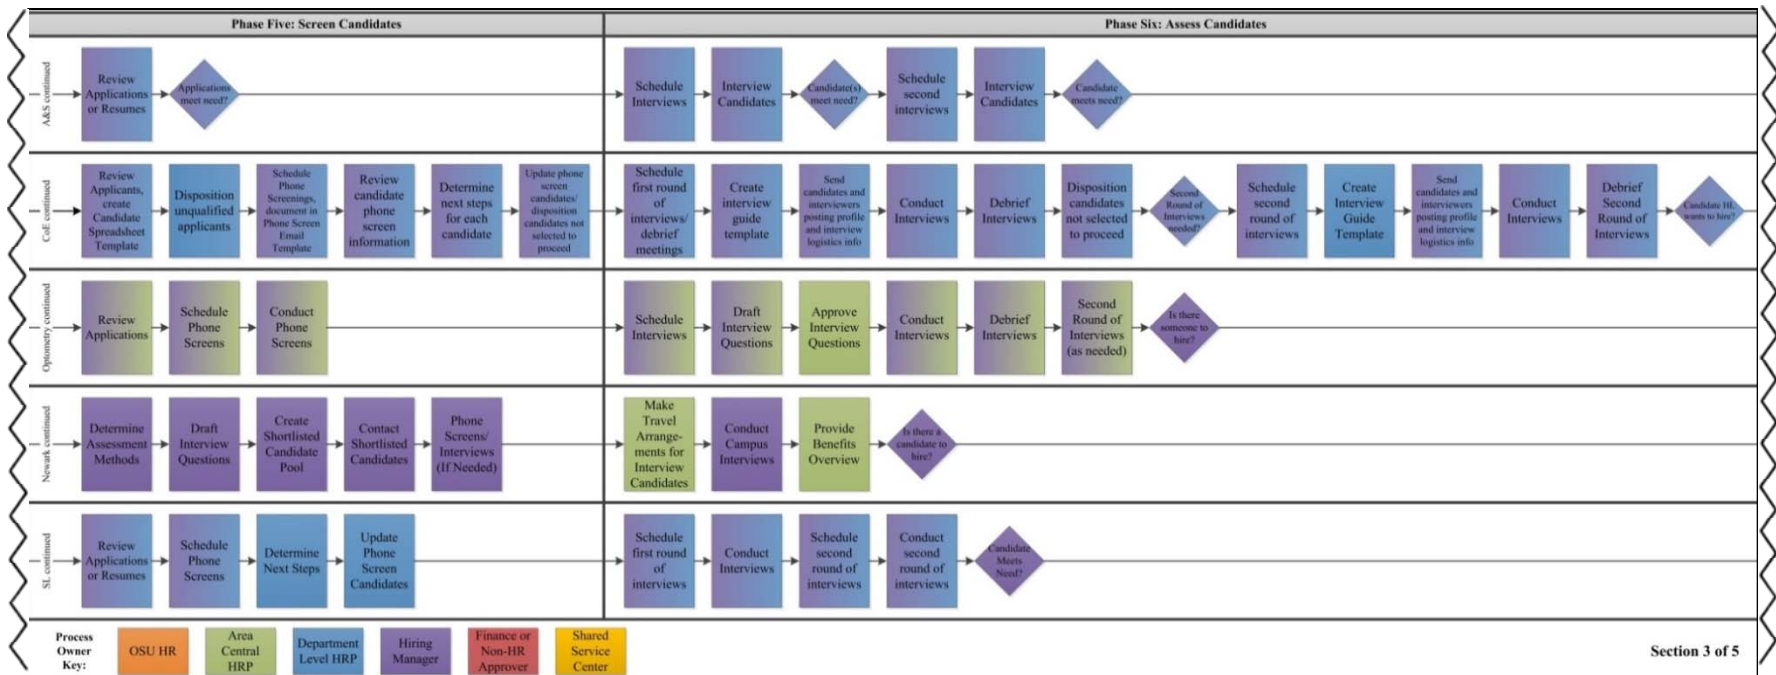 Phase Five: Screen Candidates
Phase Six: Assess Candidates
A&S continued
Review
Applications
or Resumes
Applications
meet need?
Schedule
Interviews
Interview
Candidates
Candidate(s)
meet need?
Schedule
second
interviews
Interview
Candidates
Candidate
meets need?
CoE continued
Review
Applicants,
create
Candidate
Spreadsheet
Template
Disposition
unqualified
applicants
Schedule
Phone
Screenings,
document in
Phone Screen
Email
Template
Review
candidate
phone
screen
information
Determine
next steps
for each
candidate
Update phone
screen
candidates/
disposition
candidates not
selected to
proceed
Schedule
first round
of
interviews/
debrief
meetings
Create
interview
guide
template
Send
candidates and
interviewers
posting profile
and interview
logistics info
Conduct
Interviews
Debrief
Interviews
Disposition
candidates
not selected
to proceed
Second
Round of
Interviews
needed?
Schedule
second
round of
interviews
Create
Interview
Guide
Template
Send
candidates and
interviewers
posting profile
and interview
logistics info
Conduct
Interviews
Debrief
Second
Round of
Interviews
Candidate HL
wants to hire?
Optometry continued
Review
Applications
Schedule
Phone
Screens
Conduct
Phone
Screens
Schedule
Interviews
Draft
Interview
Questions
Approve
Interview
Questions
Conduct
Interviews
Debrief
Interviews
Second
Round of
Interviews
(as needed)
Is there
someone to
hire?
Newark continued
Determine
Assessment
Methods
Draft
Interview
Questions
Create
Shortlisted
Candidate
Pool
Contact
Shortlisted
Candidates
Phone
Screens/
Interviews
(If Needed)
Make
Travel
Arrange-
ments for
Interview
Candidates
Conduct
Campus
Interviews
Provide
Benefits
Overview
Is there a
candidate to
hire?
SL continued
Review
Applications
or Resumes
Schedule
Phone
Screens
Determine
Next Steps
Update
Phone
Screen
Candidates
Schedule
first round
of
interviews
Conduct
Interviews
Schedule
second
round of
interviews
Conduct
second
round of
interviews
Candidate
Meets
Need?
Process
Owner
Key:
OSU HR
Area
Central
HRP
Department
Level HRP
Hiring
Manager
Finance or
Non-HR
Approver
Shared
Service
Center
Section 3 of 5